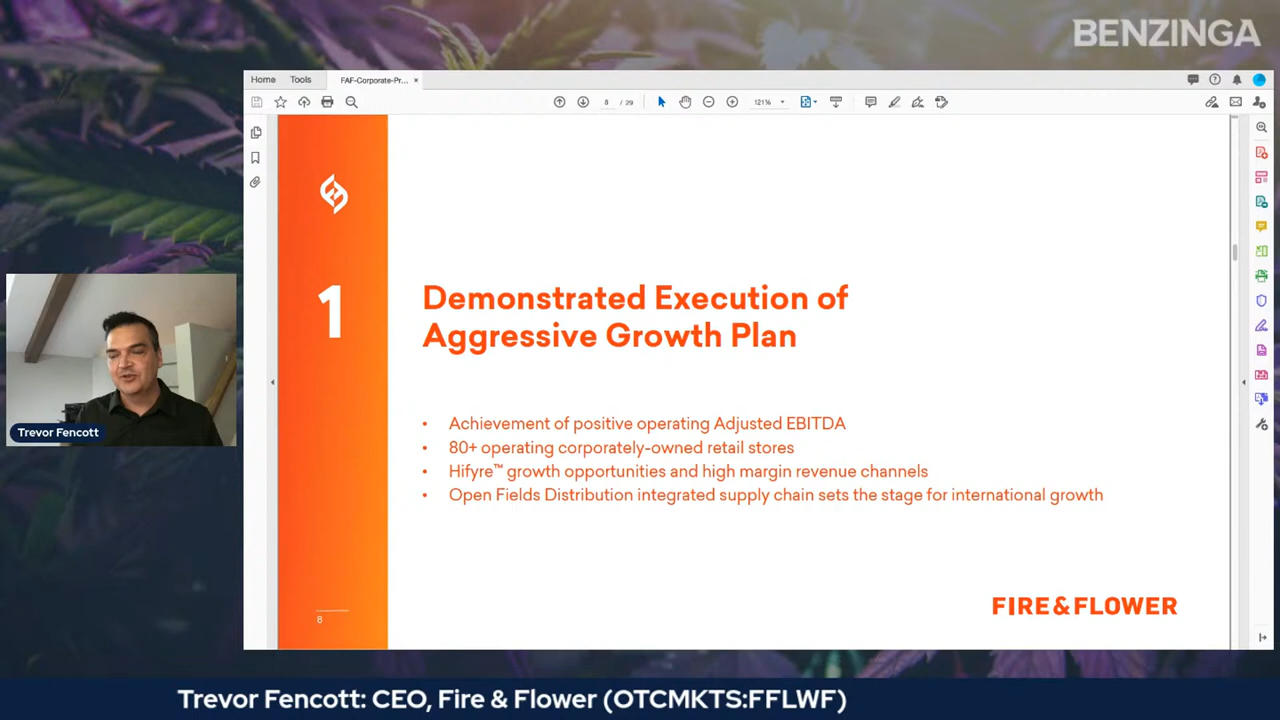 BENZINGA
Home Tools FAF-Corporate-Pr... ×
8 / 29 121%
1
Demonstrated Execution of
Aggressive Growth Plan
• Achievement of positive operating Adjusted EBITDA
• 80+ operating corporately-owned retail stores
• Hifyre™ growth opportunities and high margin revenue channels
• Open Fields Distribution integrated supply chain sets the stage for international growth
Trevor Fencott
8
FIRE & FLOWER
Trevor Fencott: CEO, Fire & Flower (OTCMKTS:FFLWF)